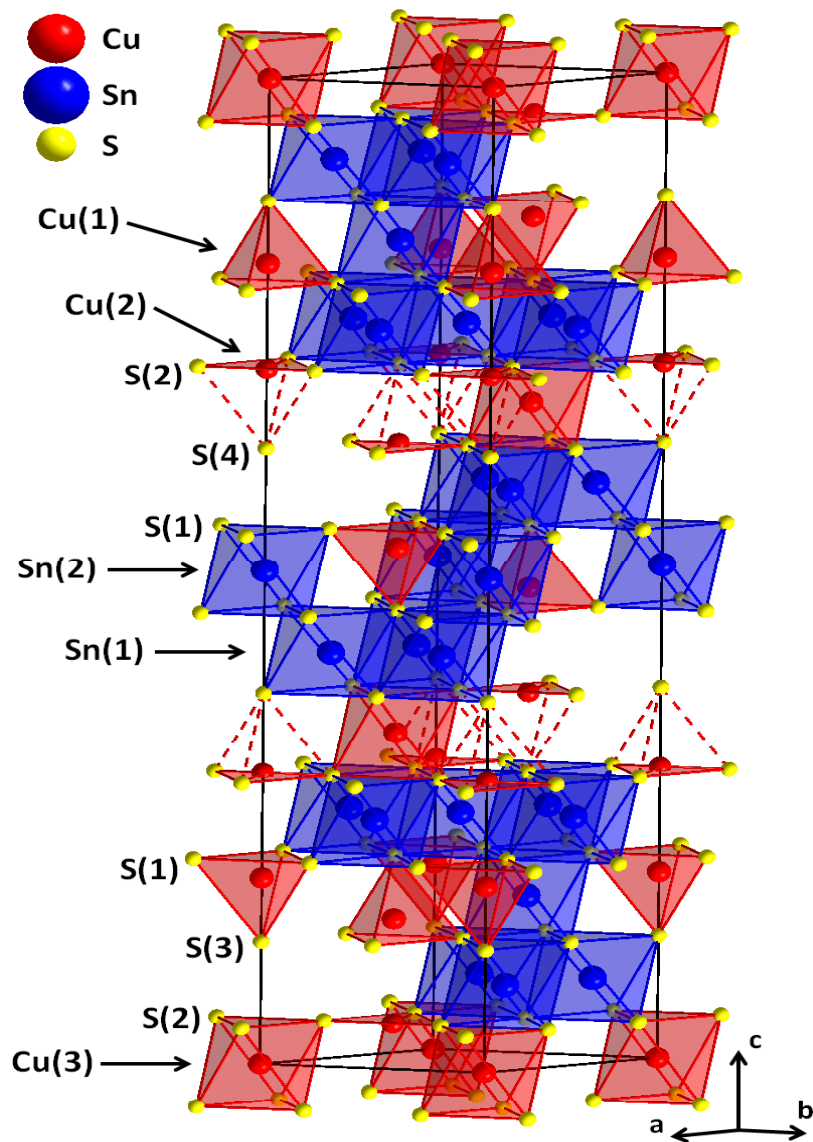 Cu
Sn
S
Cu(1)
Cu(2)
S(2)
S(4)
S(1)
Sn(2)
Sn(1)
S(1)
S(3)
S(2)
Cu(3)
c
a
b